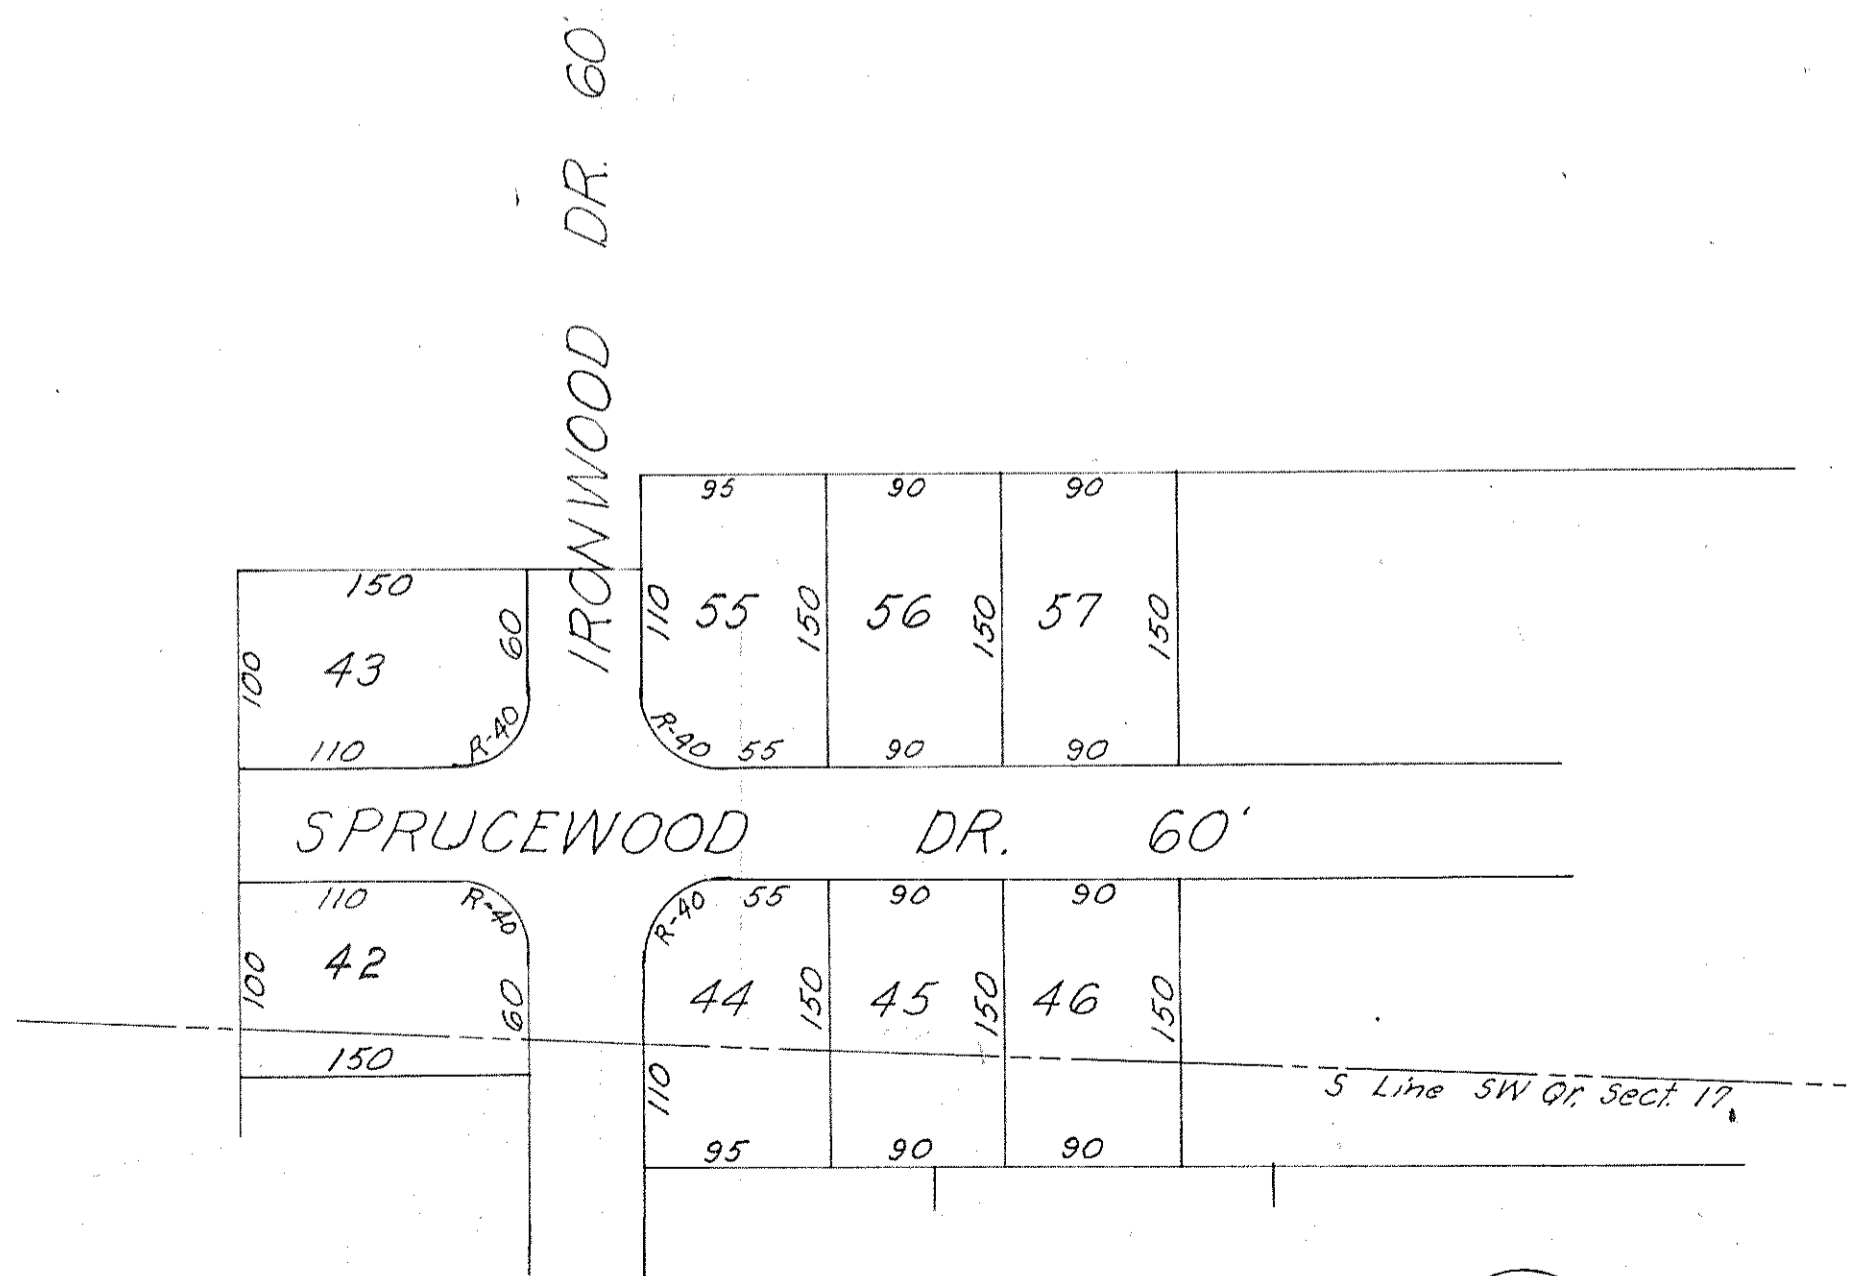 IRONWOOD DR. 60'
95 90 90
150
110 55 150 56 150 57 150
60
100 43
R-40 R-40
110 55 90 90
SPRUCEWOOD DR. 60'
110 R-40 R-40 55 90 90
100 42 60
44 150 45 150 46 150
150
110
S Line SW Qr. Sect. 17
95 90 90